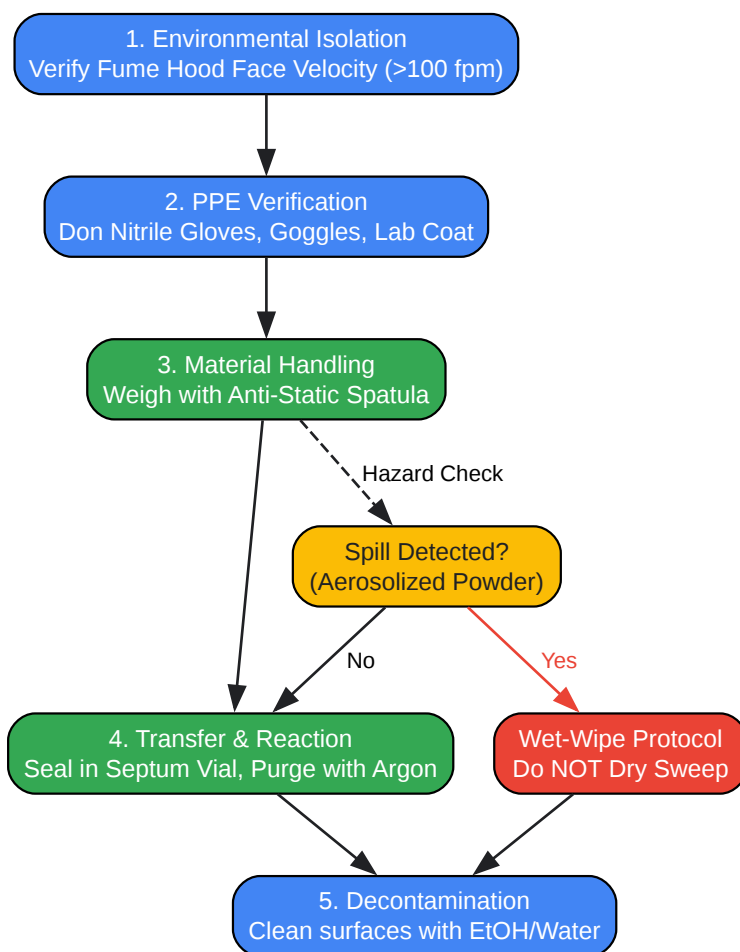 1. Environmental Isolation
Verify Fume Hood Face Velocity (>100 fpm)
2. PPE Verification
Don Nitrile Gloves, Goggles, Lab Coat
3. Material Handling
Weigh with Anti-Static Spatula
Hazard Check
Spill Detected?
(Aerosolized Powder)
No
Yes
4. Transfer & Reaction
Seal in Septum Vial, Purge with Argon
Wet-Wipe Protocol
Do NOT Dry Sweep
5. Decontamination
Clean surfaces with EtOH/Water